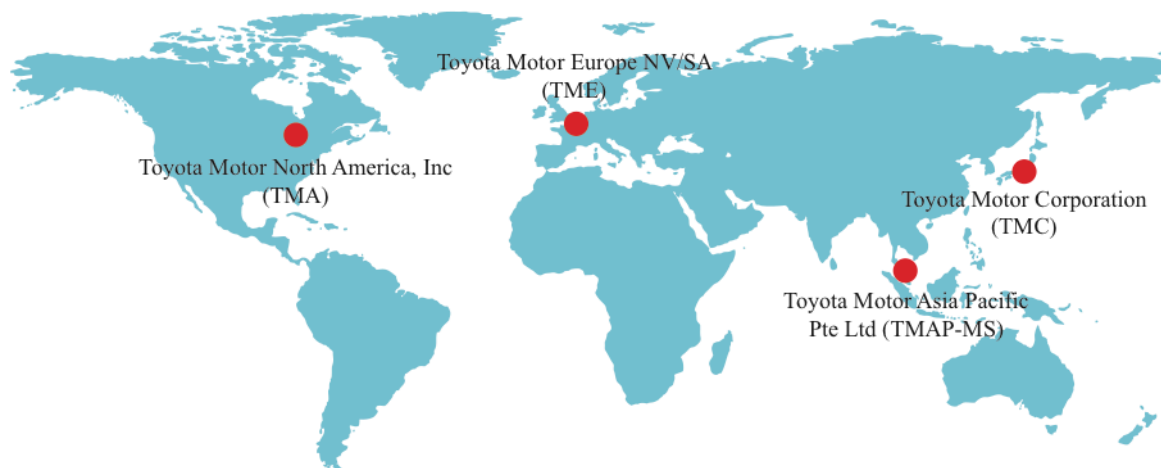 Toyota Motor Europe NV/SA
(TME)
Toyota Motor North America, Inc
(TMA)
Toyota Motor Corporation
(TMC)
Toyota Motor Asia Pacific
Pte Ltd (TMAP-MS)